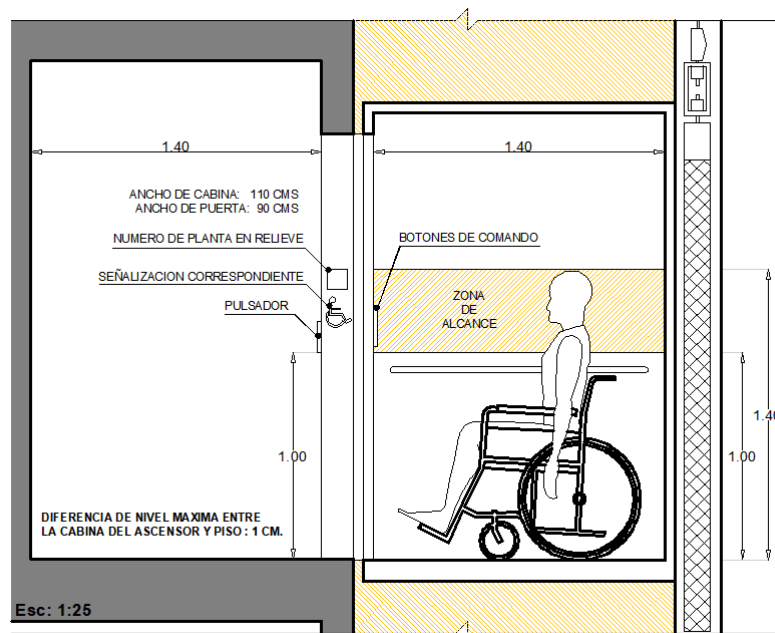 1.40
1.40
ANCHO DE CABINA: 110 CMS
ANCHO DE PUERTA: 90 CMS
NUMERO DE PLANTA EN RELIEVE
BOTONES DE COMANDO
SEÑALIZACION CORRESPONDIENTE
ZONA
DE
ALCANCE
PULSADOR
1.40
1.00
1.00
DIFERENCIA DE NIVEL MAXIMA ENTRE
LA CABINA DEL ASCENSOR Y PISO : 1 CM.
Esc: 1:25